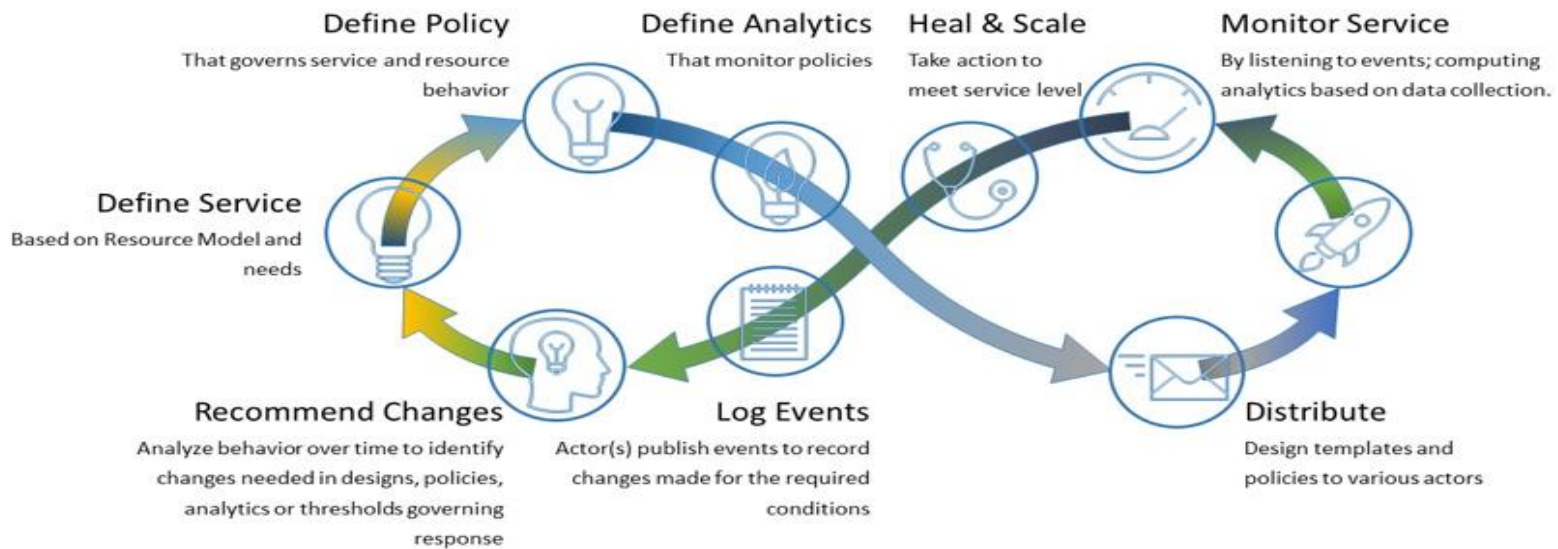 Define Policy
That governs service and resource
behavior
Define Analytics
That monitor policies
Heal & Scale
Take action to
meet service level
Monitor Service
By listening to events; computing
analytics based on data collection.
Define Service
Based on Resource Model and
needs
Recommend Changes
Analyze behavior over time to identify
changes needed in designs, policies,
analytics or thresholds governing
response
Log Events
Actor(s) publish events to record
changes made for the required
conditions
Distribute
Design templates and
policies to various actors